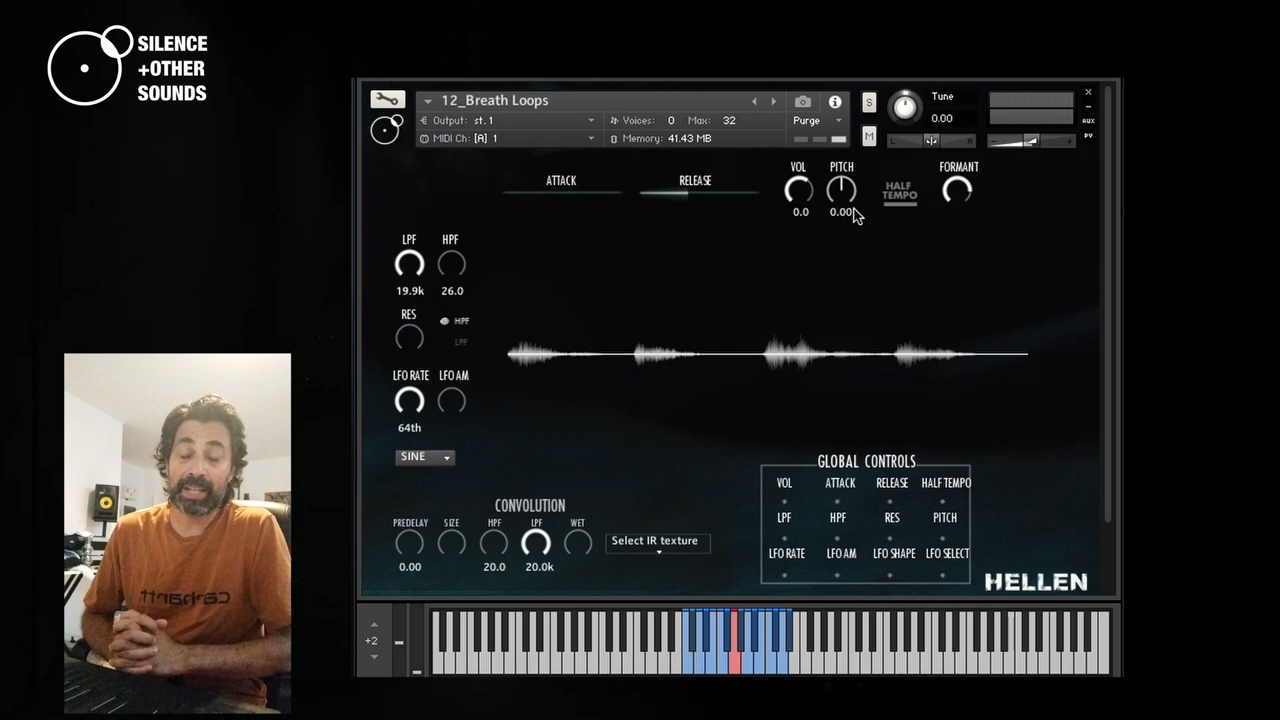 SILENCE
+OTHER
SOUNDS
12_Breath Loops
Output: st. 1
Voices: 0 Max: 32
Purge
MIDI Ch: [A] 1
Memory: 41.43 MB
S
M
Tune
0.00
L
R
AUX
PV
ATTACK
RELEASE
VOL
PITCH
FORMANT
HALF
TEMPO
0.0
0.00
LPF
HPF
19.9k
26.0
RES
HPF
LPF
LFO RATE
LFO AM
64th
SINE
CONVOLUTION
PREDELAY
SIZE
HPF
LPF
WET
0.00
20.0
20.0k
Select IR texture
GLOBAL CONTROLS
VOL
ATTACK
RELEASE
HALF TEMPO
LPF
HPF
RES
PITCH
LFO RATE
LFO AM
LFO SHAPE
LFO SELECT
HELLEN
+2
carhartt